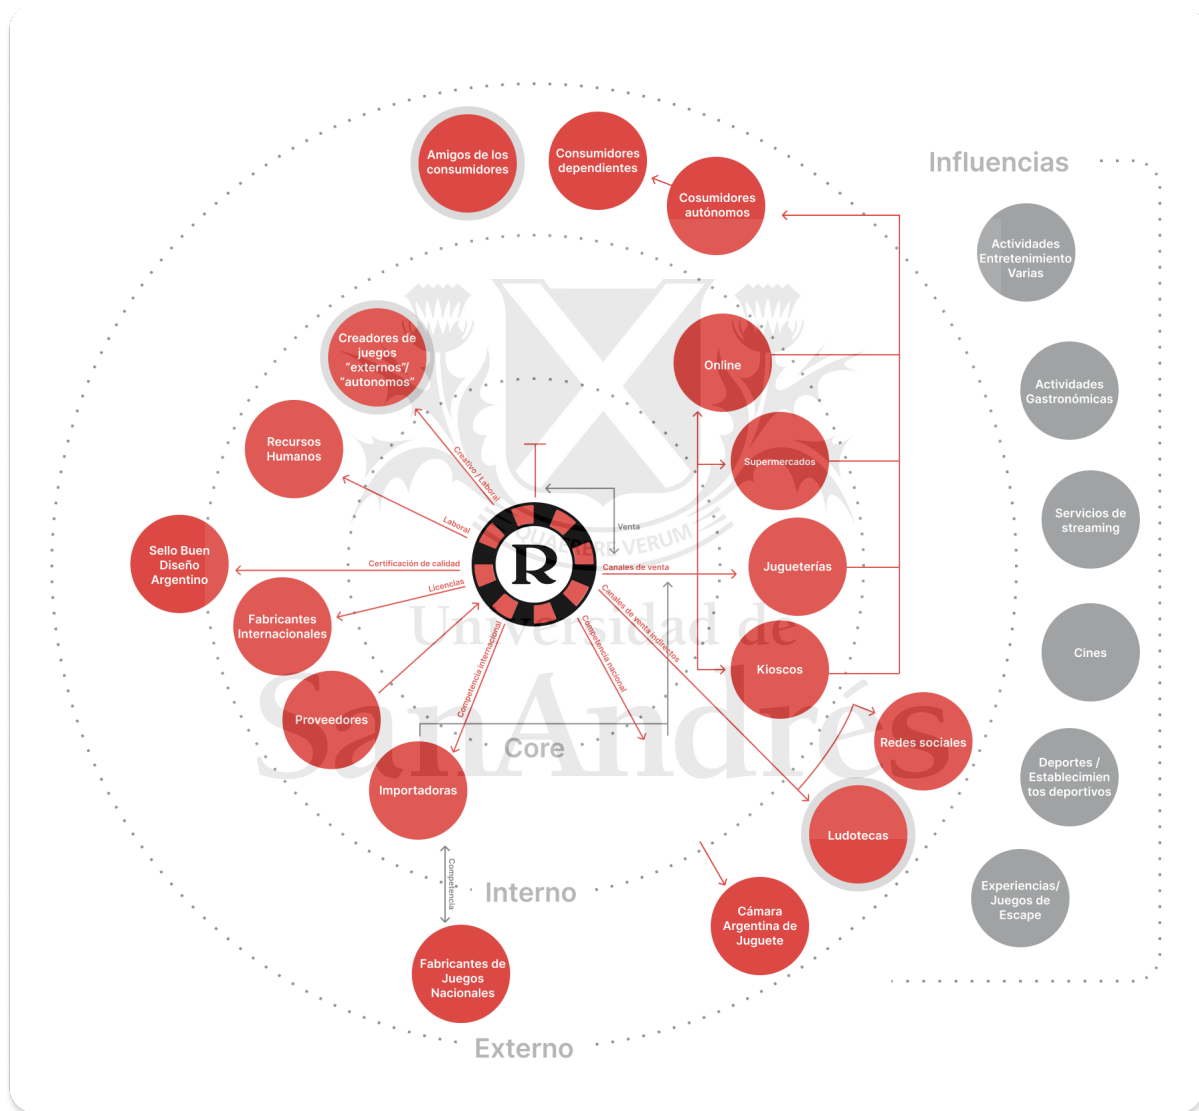 Influencias
Amigos de los
consumidores
Consumidores
dependientes
Cosumidores
autónomos
Actividades
Entretenimiento
Varias
Creadores de
juegos
"externos"/
"autonomos"
Online
Actividades
Gastronómicas
Recursos
Humanos
Creativo / Laboral
Supermercados
Laboral
Venta
Servicios de
streaming
QUAERERE VERUM
R
Sello Buen
Diseño
Argentino
Certificación de calidad
Canales de venta
Jugueterías
Licencias
Canales de venta indirectos
Fabricantes
Internacionales
Universidad de
SanAndrés
Competencia internacional
Competencia nacional
Kioscos
Cines
Proveedores
Core
Redes sociales
Importadoras
Deportes /
Establecimien
tos deportivos
Ludotecas
Competencia
Interno
Experiencias/
Juegos de
Escape
Cámara
Argentina de
Juguete
Fabricantes de
Juegos
Nacionales
Externo